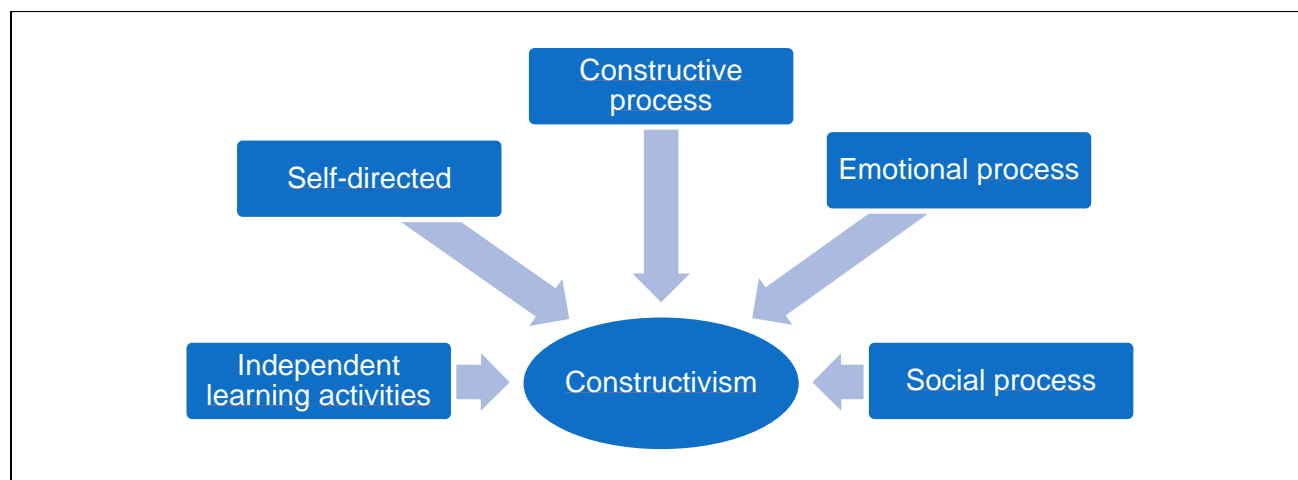 Constructive
process
Self-directed
Emotional process
Independent
learning activities
Constructivism
Social process